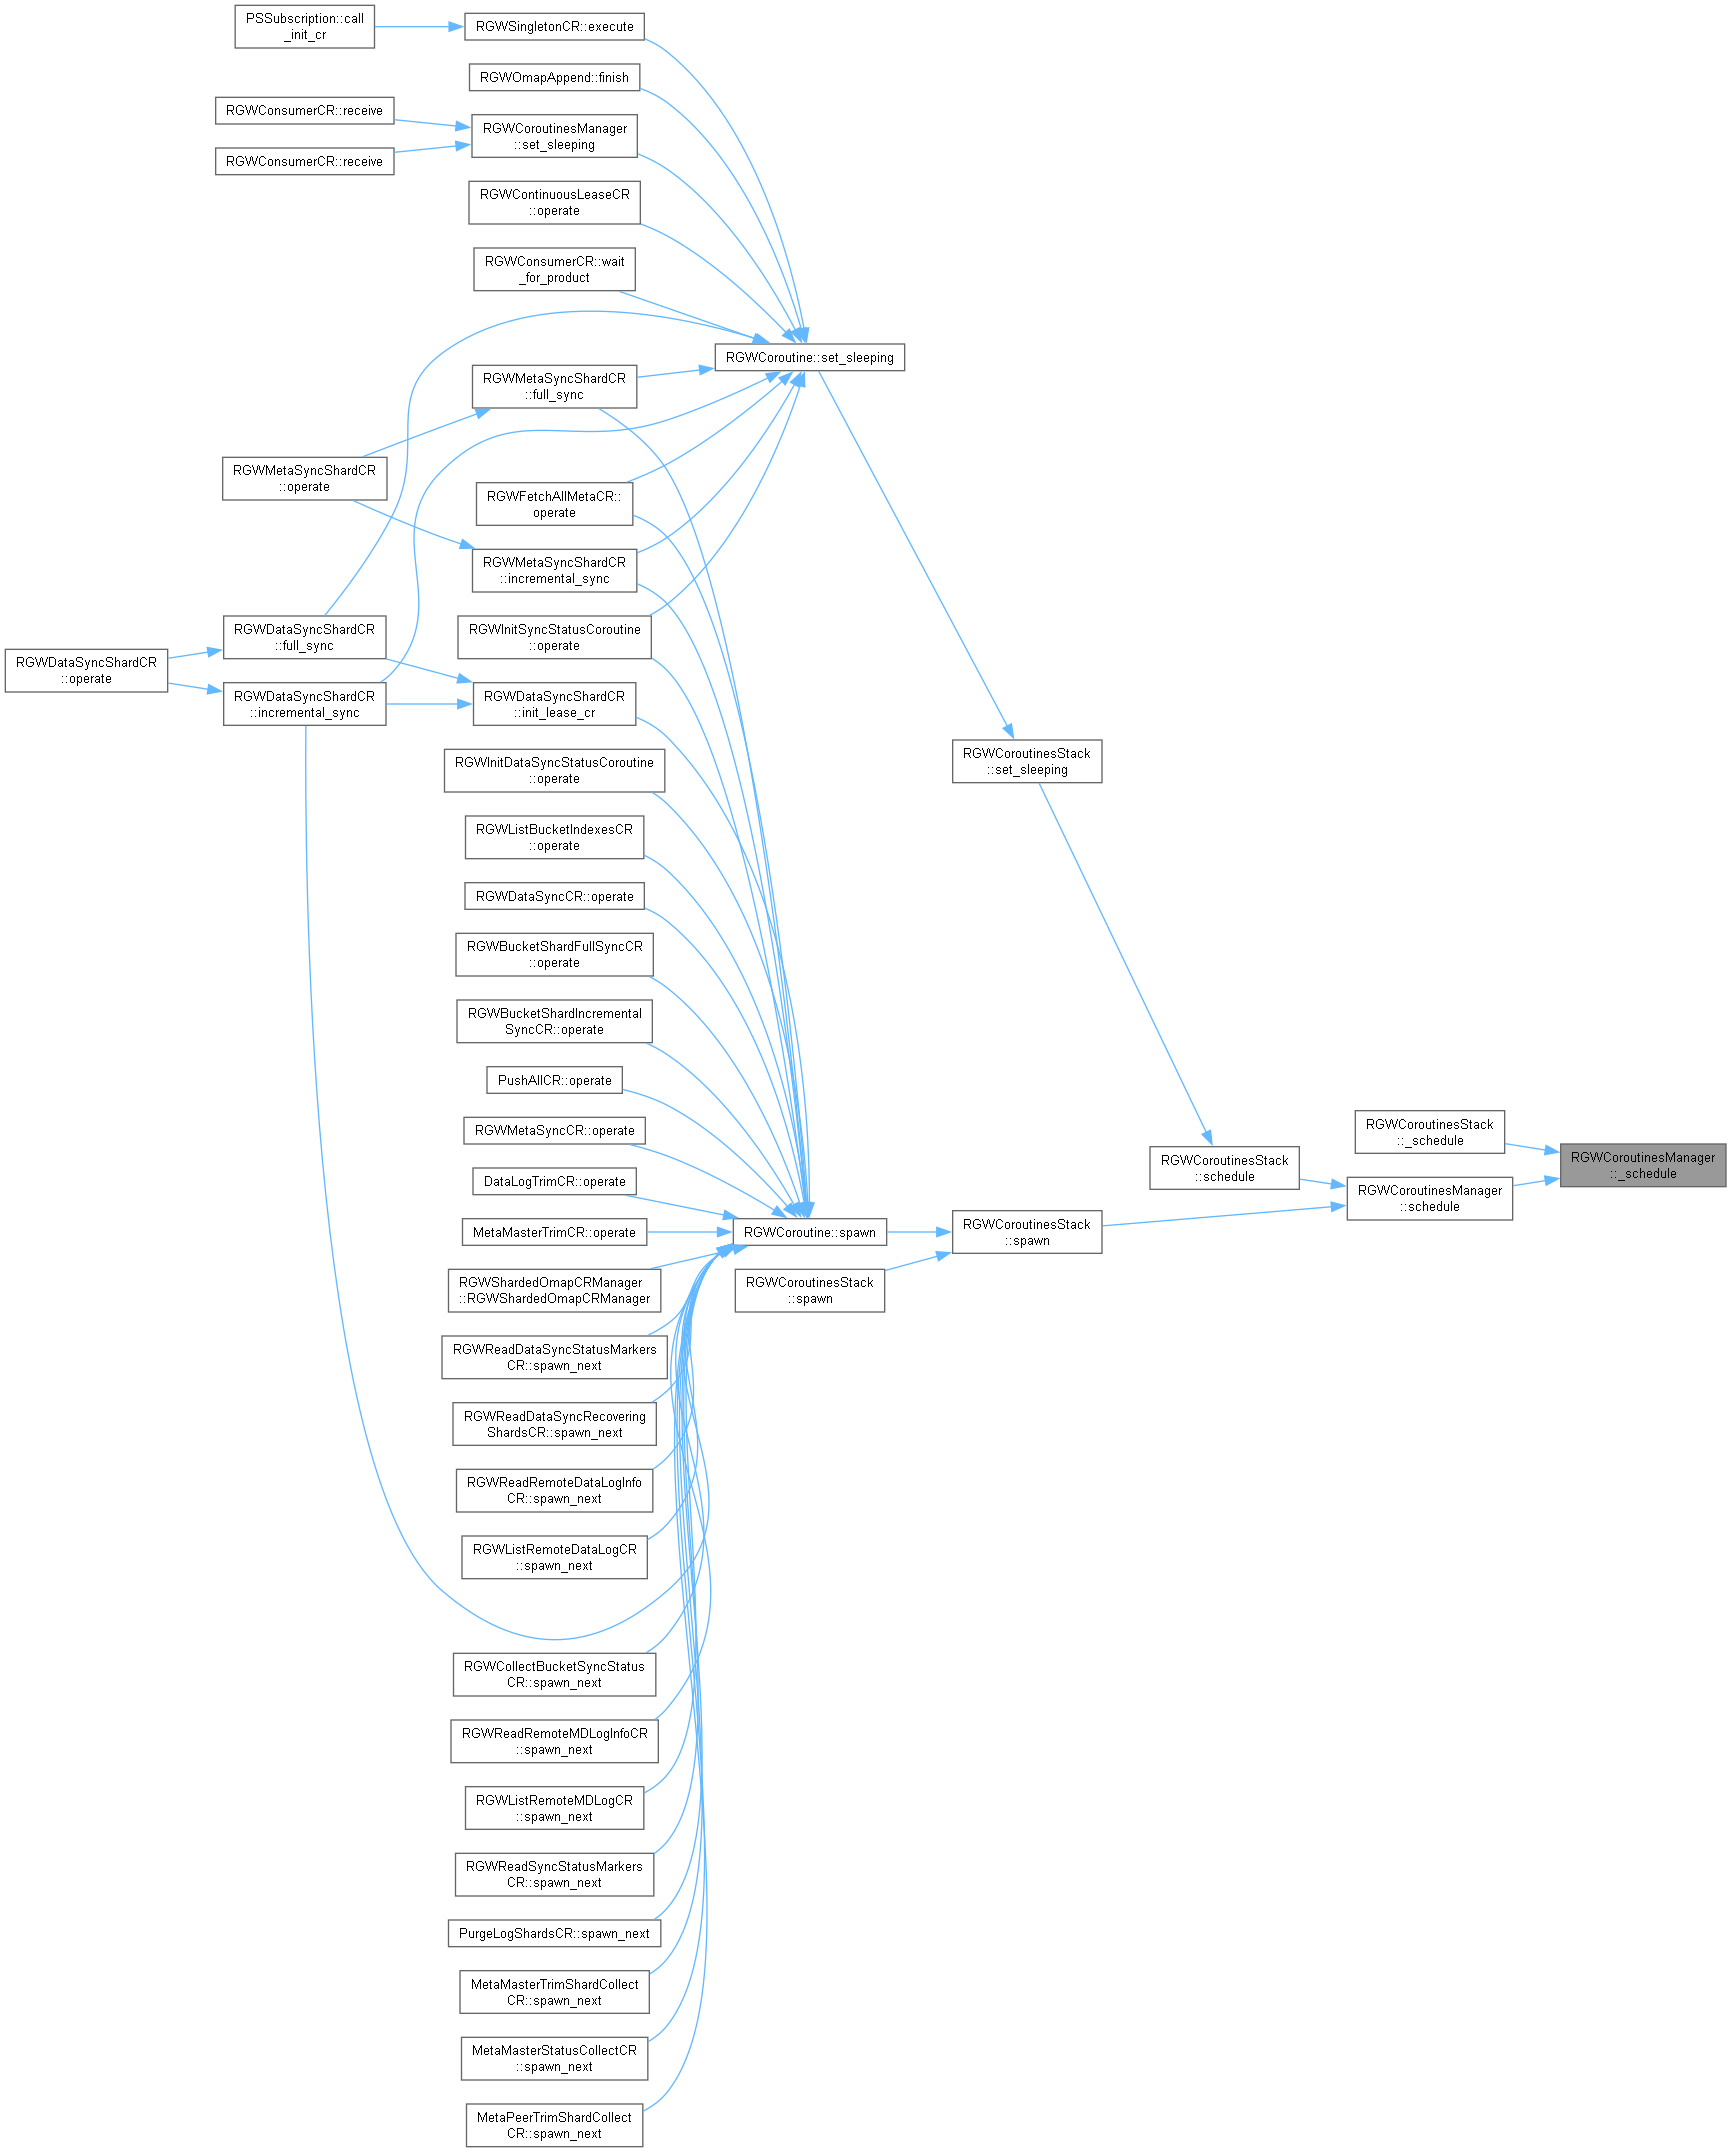 PSSubscription::call
_init_cr
RGWSingletonCR::execute
RGWOmapAppend::finish
RGWConsumerCR::receive
RGWCoroutinesManager
::set_sleeping
RGWConsumerCR::receive
RGWContinuousLeaseCR
::operate
RGWConsumerCR::wait
_for_product
RGWCoroutine::set_sleeping
RGWMetaSyncShardCR
::full_sync
RGWMetaSyncShardCR
::operate
RGWFetchAllMetaCR::
operate
RGWMetaSyncShardCR
::incremental_sync
RGWInitSyncStatusCoroutine
::operate
RGWDataSyncShardCR
::full_sync
RGWDataSyncShardCR
::operate
RGWDataSyncShardCR
::incremental_sync
RGWDataSyncShardCR
::init_lease_cr
RGWCoroutinesStack
::set_sleeping
RGWInitDataSyncStatusCoroutine
::operate
RGWListBucketIndexesCR
::operate
RGWDataSyncCR::operate
RGWBucketShardFullSyncCR
::operate
RGWBucketShardIncremental
SyncCR::operate
PushAllCR::operate
RGWMetaSyncCR::operate
RGWCoroutinesStack
::_schedule
RGWCoroutinesManager
::_schedule
RGWCoroutinesStack
::schedule
RGWCoroutinesManager
::schedule
DataLogTrimCR::operate
MetaMasterTrimCR::operate
RGWCoroutine::spawn
RGWCoroutinesStack
::spawn
RGWShardedOmapCRManager
::RGWShardedOmapCRManager
RGWCoroutinesStack
::spawn
RGWReadDataSyncStatusMarkers
CR::spawn_next
RGWReadDataSyncRecovering
ShardsCR::spawn_next
RGWReadRemoteDataLogInfo
CR::spawn_next
RGWListRemoteDataLogCR
::spawn_next
RGWCollectBucketSyncStatus
CR::spawn_next
RGWReadRemoteMDLogInfoCR
::spawn_next
RGWListRemoteMDLogCR
::spawn_next
RGWReadSyncStatusMarkers
CR::spawn_next
PurgeLogShardsCR::spawn_next
MetaMasterTrimShardCollect
CR::spawn_next
MetaMasterStatusCollectCR
::spawn_next
MetaPeerTrimShardCollect
CR::spawn_next